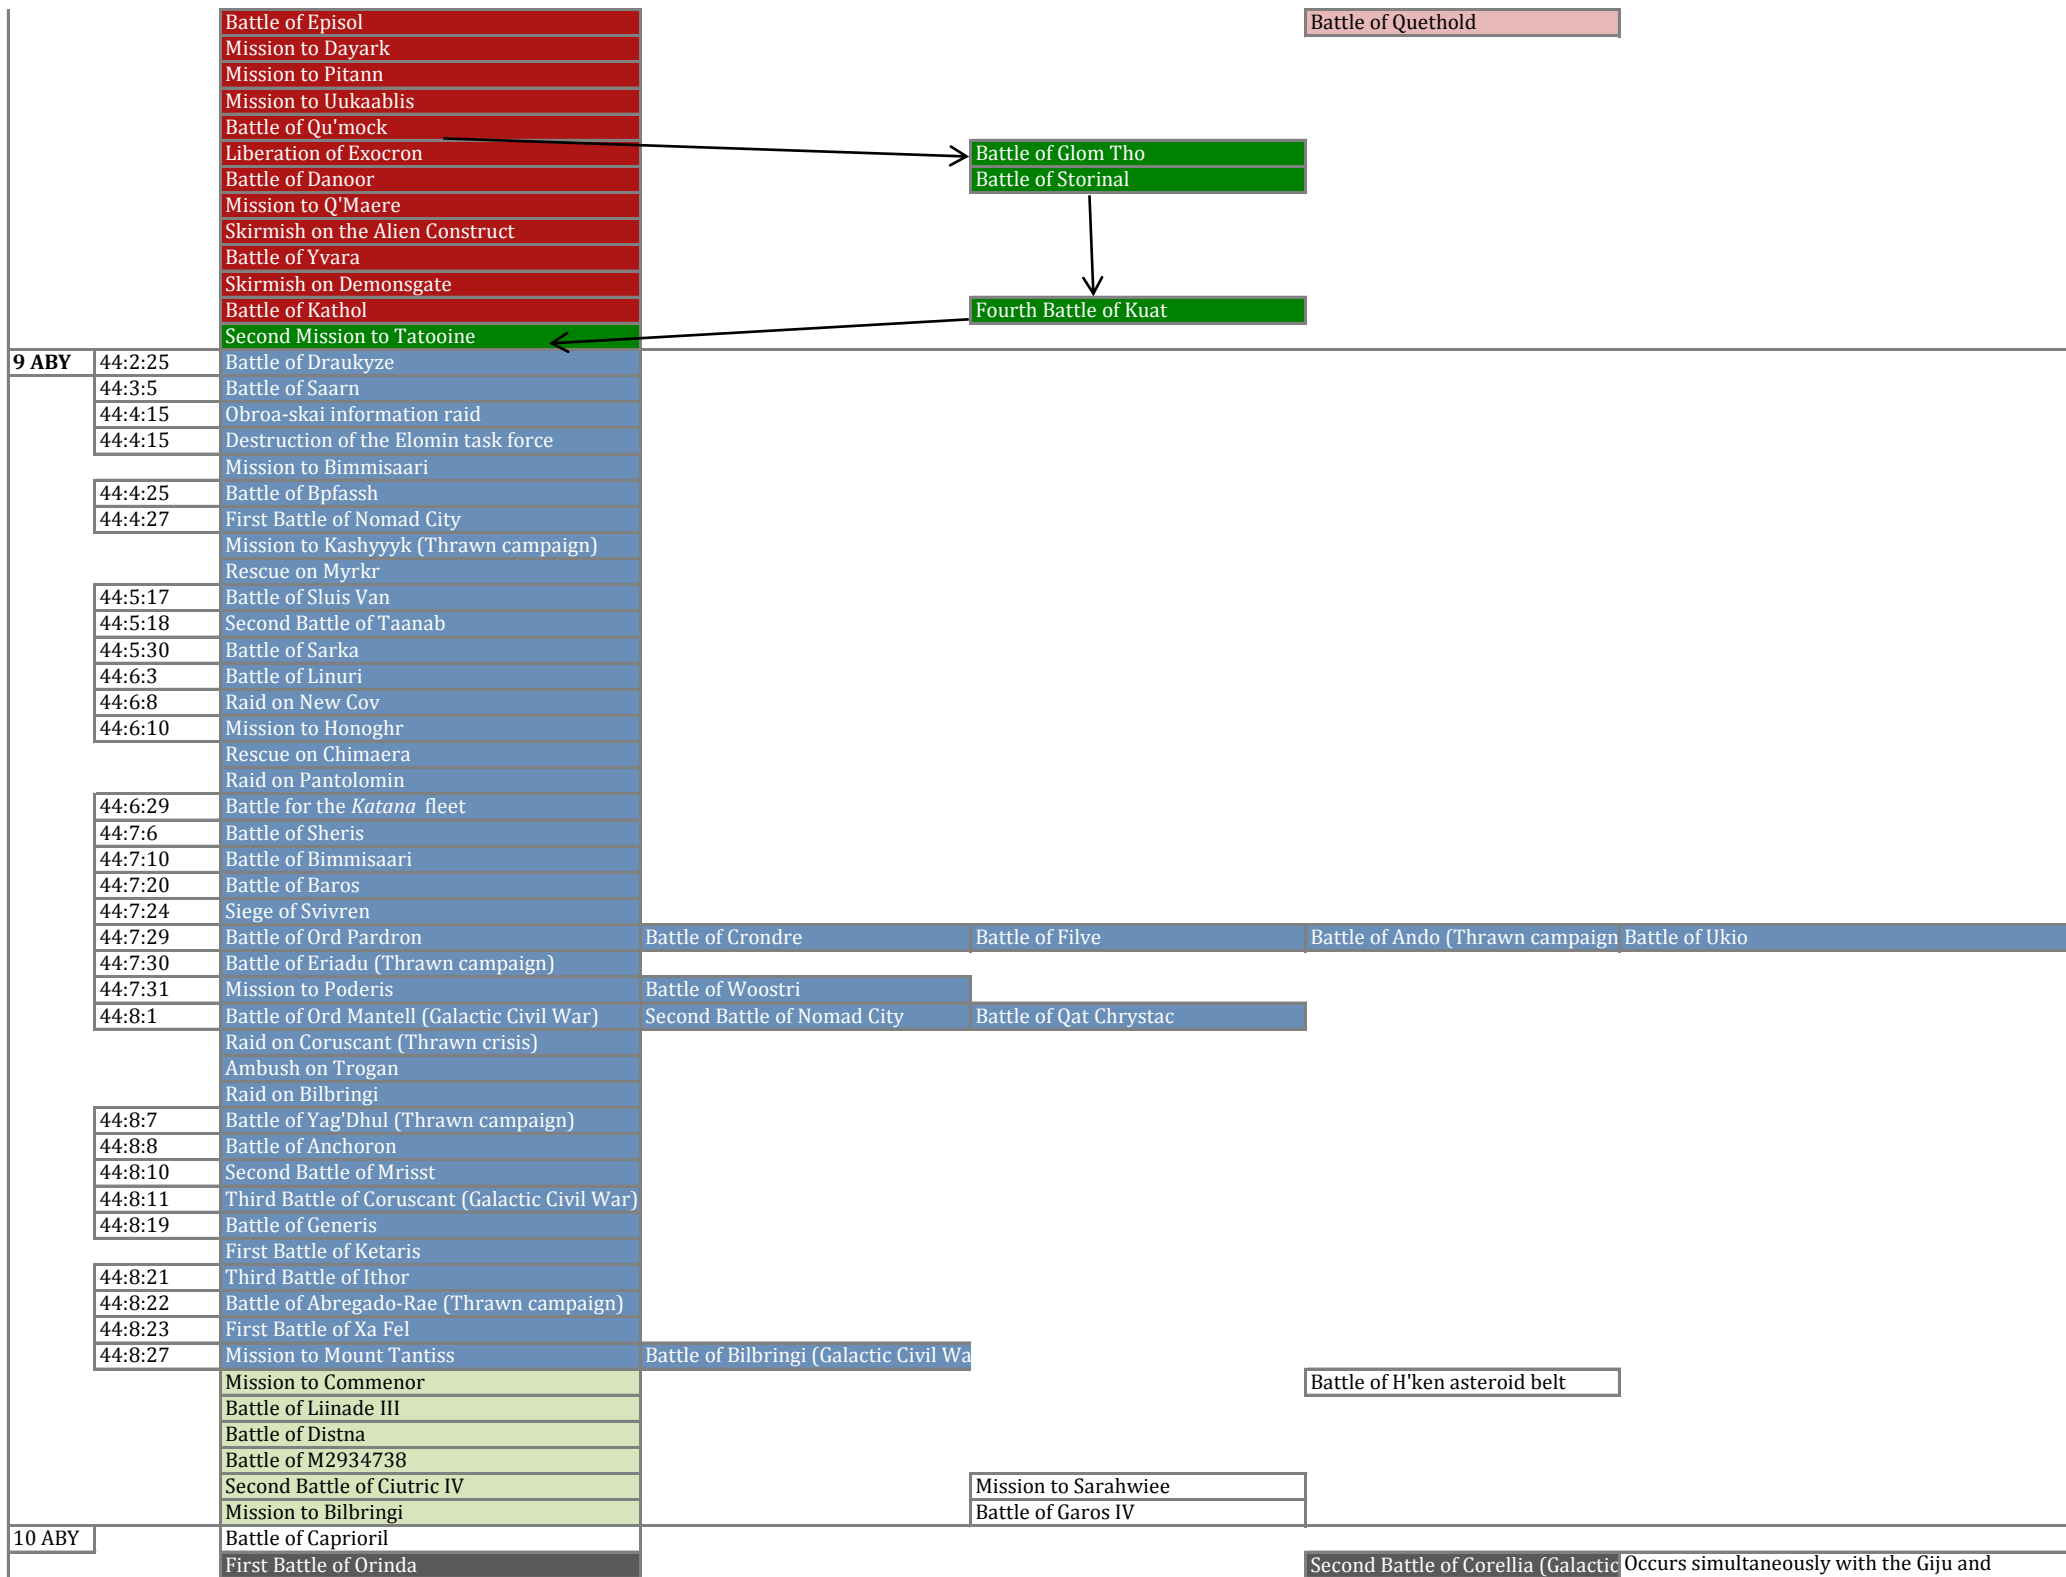 Battle of Episol Battle of Quethold
Mission to Dayark
Mission to Pitann
Mission to Uukaablis
Battle of Qu'mock
Liberation of Exocron Battle of Glom Tho
Battle of Danoor Battle of Storinal
Mission to Q'Maere
Skirmish on the Alien Construct
Battle of Yvara
Skirmish on Demonsgate
Battle of Kathol Fourth Battle of Kuat
Second Mission to Tatooine
9 ABY 44:2:25 Battle of Draukyze
44:3:5 Battle of Saarn
44:4:15 Obroa-skai information raid
44:4:15 Destruction of the Elomin task force
Mission to Bimmisaari
44:4:25 Battle of Bpfassh
44:4:27 First Battle of Nomad City
Mission to Kashyyyk (Thrawn campaign)
Rescue on Myrkr
44:5:17 Battle of Sluis Van
44:5:18 Second Battle of Taanab
44:5:30 Battle of Sarka
44:6:3 Battle of Linuri
44:6:8 Raid on New Cov
44:6:10 Mission to Honoghr
Rescue on Chimaera
Raid on Pantolomin
44:6:29 Battle for the Katana fleet
44:7:6 Battle of Sheris
44:7:10 Battle of Bimmisaari
44:7:20 Battle of Baros
44:7:24 Siege of Svivren
44:7:29 Battle of Ord Pardron Battle of Crondre Battle of Filve Battle of Ando (Thrawn campaign Battle of Ukio
44:7:30 Battle of Eriadu (Thrawn campaign)
44:7:31 Mission to Poderis Battle of Woostri
44:8:1 Battle of Ord Mantell (Galactic Civil War) Second Battle of Nomad City Battle of Qat Chrystac
Raid on Coruscant (Thrawn crisis)
Ambush on Trogan
Raid on Bilbringi
44:8:7 Battle of Yag'Dhul (Thrawn campaign)
44:8:8 Battle of Anchoron
44:8:10 Second Battle of Mrisst
44:8:11 Third Battle of Coruscant (Galactic Civil War)
44:8:19 Battle of Generis
First Battle of Ketaris
44:8:21 Third Battle of Ithor
44:8:22 Battle of Abregado-Rae (Thrawn campaign)
44:8:23 First Battle of Xa Fel
44:8:27 Mission to Mount Tantiss Battle of Bilbringi (Galactic Civil Wa
Mission to Commenor Battle of H'ken asteroid belt
Battle of Liinade III
Battle of Distna
Battle of M2934738
Second Battle of Ciutric IV Mission to Sarahwiee
Mission to Bilbringi Battle of Garos IV
10 ABY Battle of Caprioril
First Battle of Orinda Second Battle of Corellia (Galactic Occurs simultaneously with the Giju and